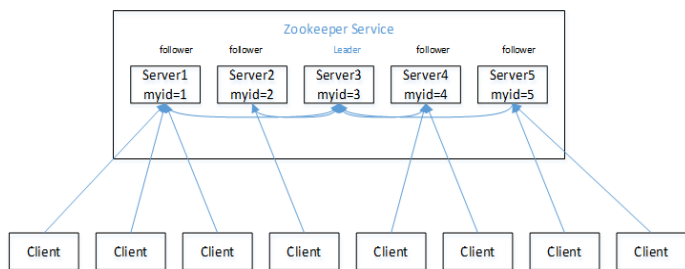 Zookeeper Service
follower follower Leader follower follower
Server1 Server2 Server3 Server4 Server5
myid=1 myid=2 myid=3 myid=4 myid=5
Client Client Client Client Client Client Client Client